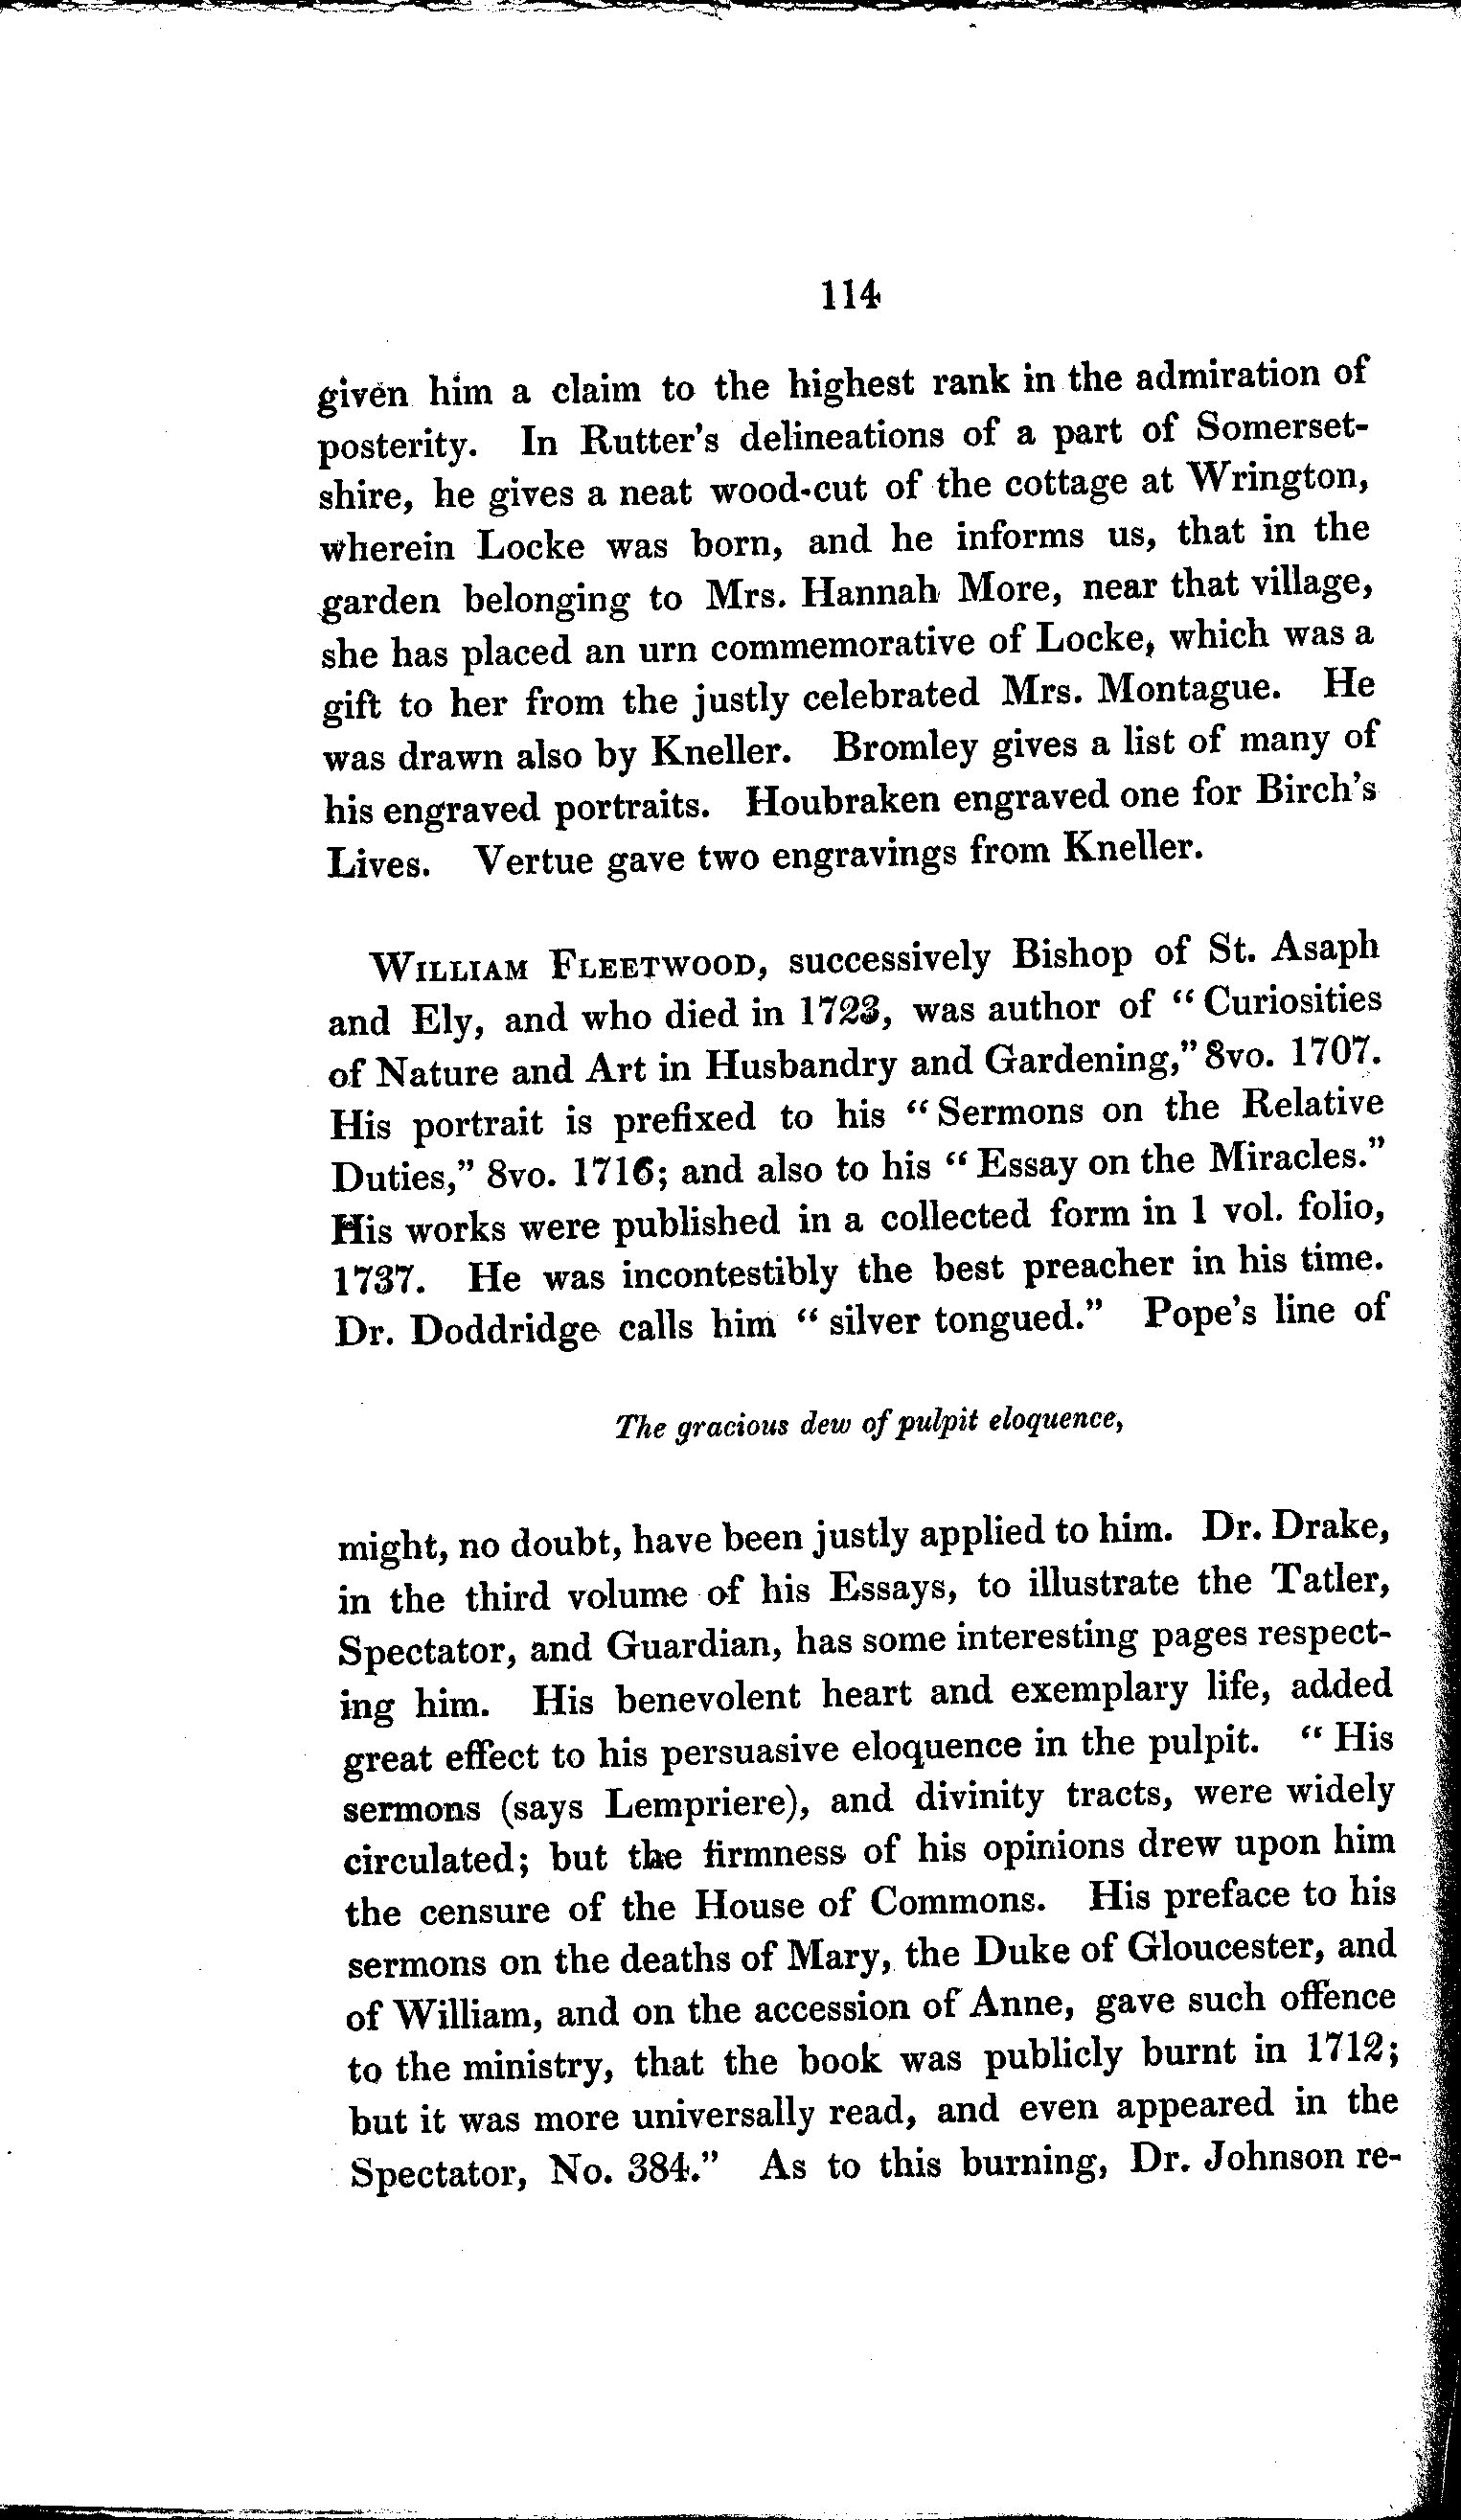 114
given him a claim to the highest rank in the admiration of
posterity. In Rutter's delineations of a part of Somerset-
shire, he gives a neat wood-cut of the cottage at Wrington,
wherein Locke was born, and he informs us, that in the
garden belonging to Mrs. Hannah More, near that village,
she has placed an urn commemorative of Locke, which was a
gift to her from the justly celebrated Mrs. Montague. He
was drawn also by Kneller. Bromley gives a list of many of
his engraved portraits. Houbraken engraved one for Birch's
Lives. Vertue gave two engravings from Kneller.
WILLIAM FLEETWOOD, successively Bishop of St. Asaph
and Ely, and who died in 1723, was author of "Curiosities
of Nature and Art in Husbandry and Gardening," 8vo. 1707.
His portrait is prefixed to his "Sermons on the Relative
Duties," 8vo. 1716; and also to his "Essay on the Miracles."
His works were published in a collected form in 1 vol. folio,
1737. He was incontestibly the best preacher in his time.
Dr. Doddridge calls him "silver tongued." Pope's line of
The gracious dew of pulpit eloquence,
might, no doubt, have been justly applied to him. Dr. Drake,
in the third volume of his Essays, to illustrate the Tatler,
Spectator, and Guardian, has some interesting pages respect-
ing him. His benevolent heart and exemplary life, added
great effect to his persuasive eloquence in the pulpit. "His
sermons (says Lempriere), and divinity tracts, were widely
circulated; but the firmness of his opinions drew upon him
the censure of the House of Commons. His preface to his
sermons on the deaths of Mary, the Duke of Gloucester, and
of William, and on the accession of Anne, gave such offence
to the ministry, that the book was publicly burnt in 1712;
but it was more universally read, and even appeared in the
Spectator, No. 384." As to this burning, Dr. Johnson re-